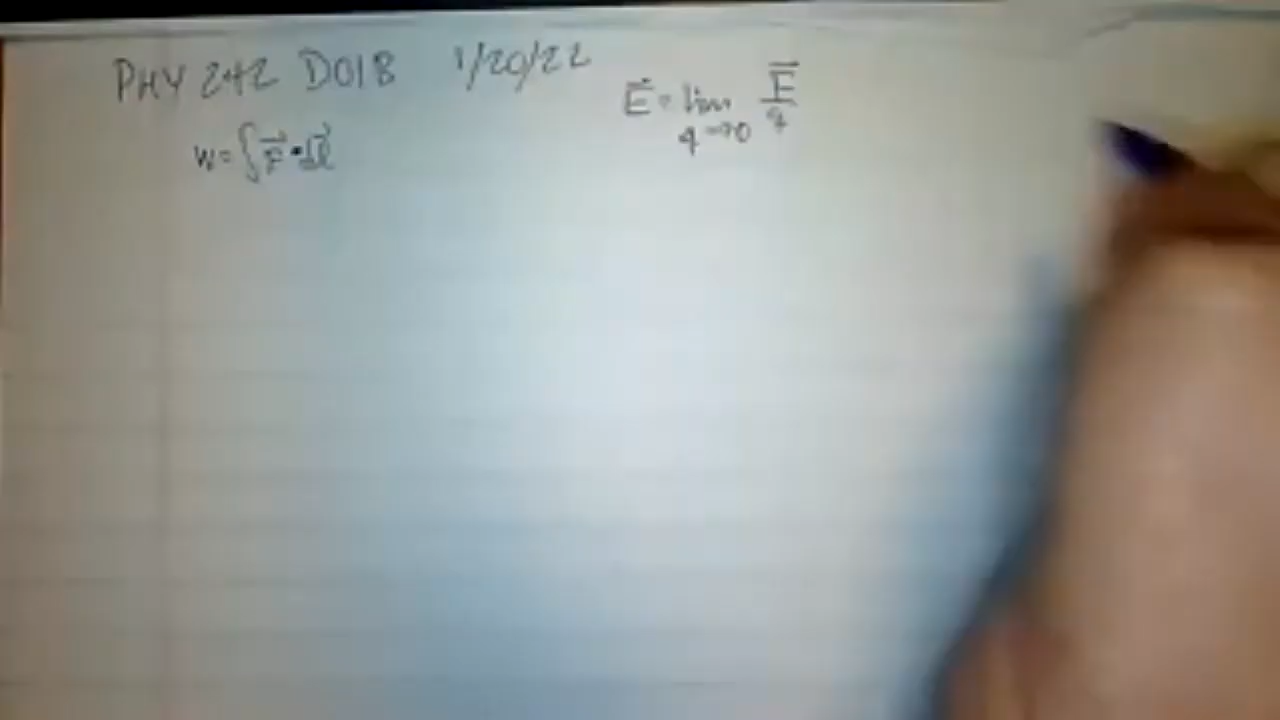 PHY 242 D01B 1/20/22
E⃗ = lim q→0 F⃗/q
W = ∫ F⃗ • dl⃗